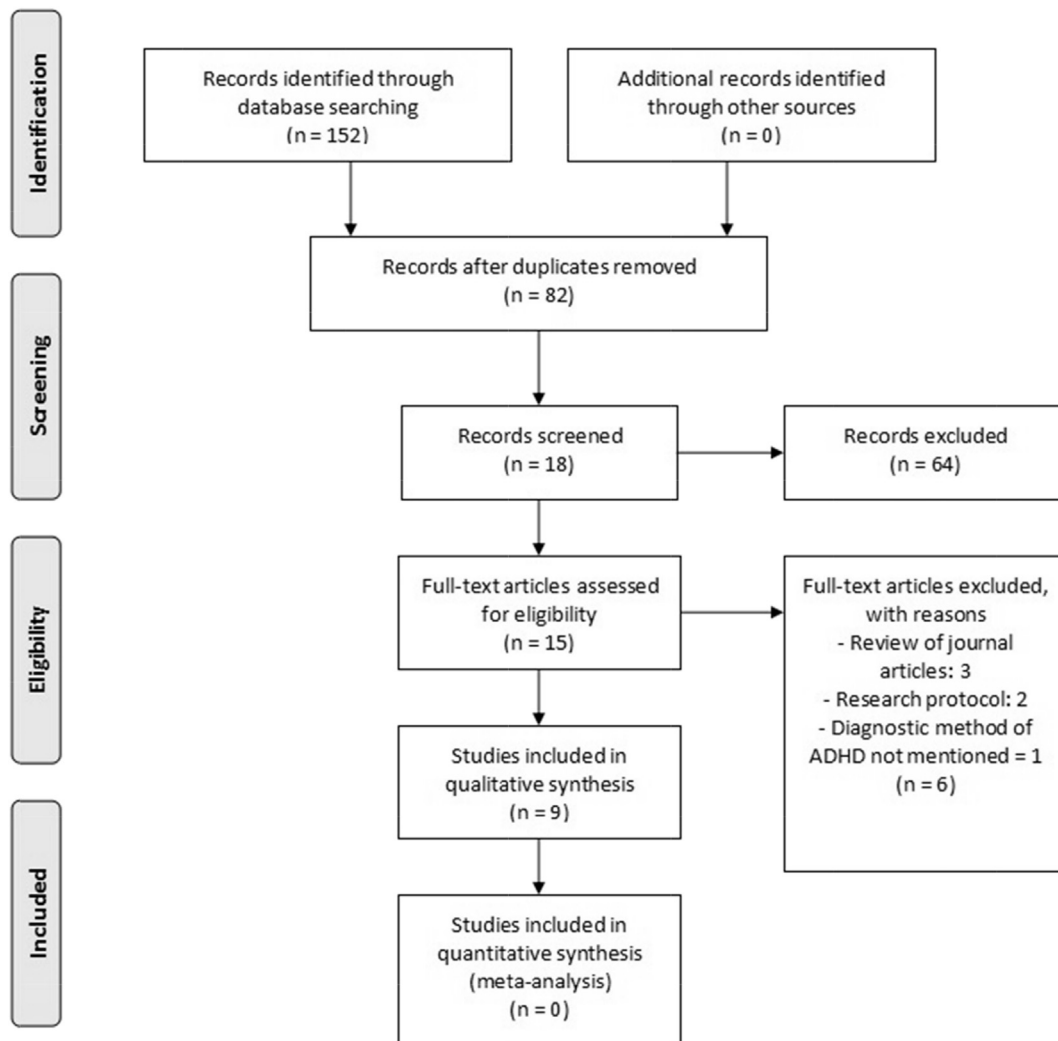 Identification
Records identified through
database searching
(n = 152)
Additional records identified
through other sources
(n = 0)
Records after duplicates removed
(n = 82)
Screening
Records screened
(n = 18)
Records excluded
(n = 64)
Eligibility
Full-text articles assessed
for eligibility
(n = 15)
Full-text articles excluded,
with reasons
- Review of journal
articles: 3
- Research protocol: 2
- Diagnostic method of
ADHD not mentioned = 1
(n = 6)
Studies included in
qualitative synthesis
(n = 9)
Included
Studies included in
quantitative synthesis
(meta-analysis)
(n = 0)